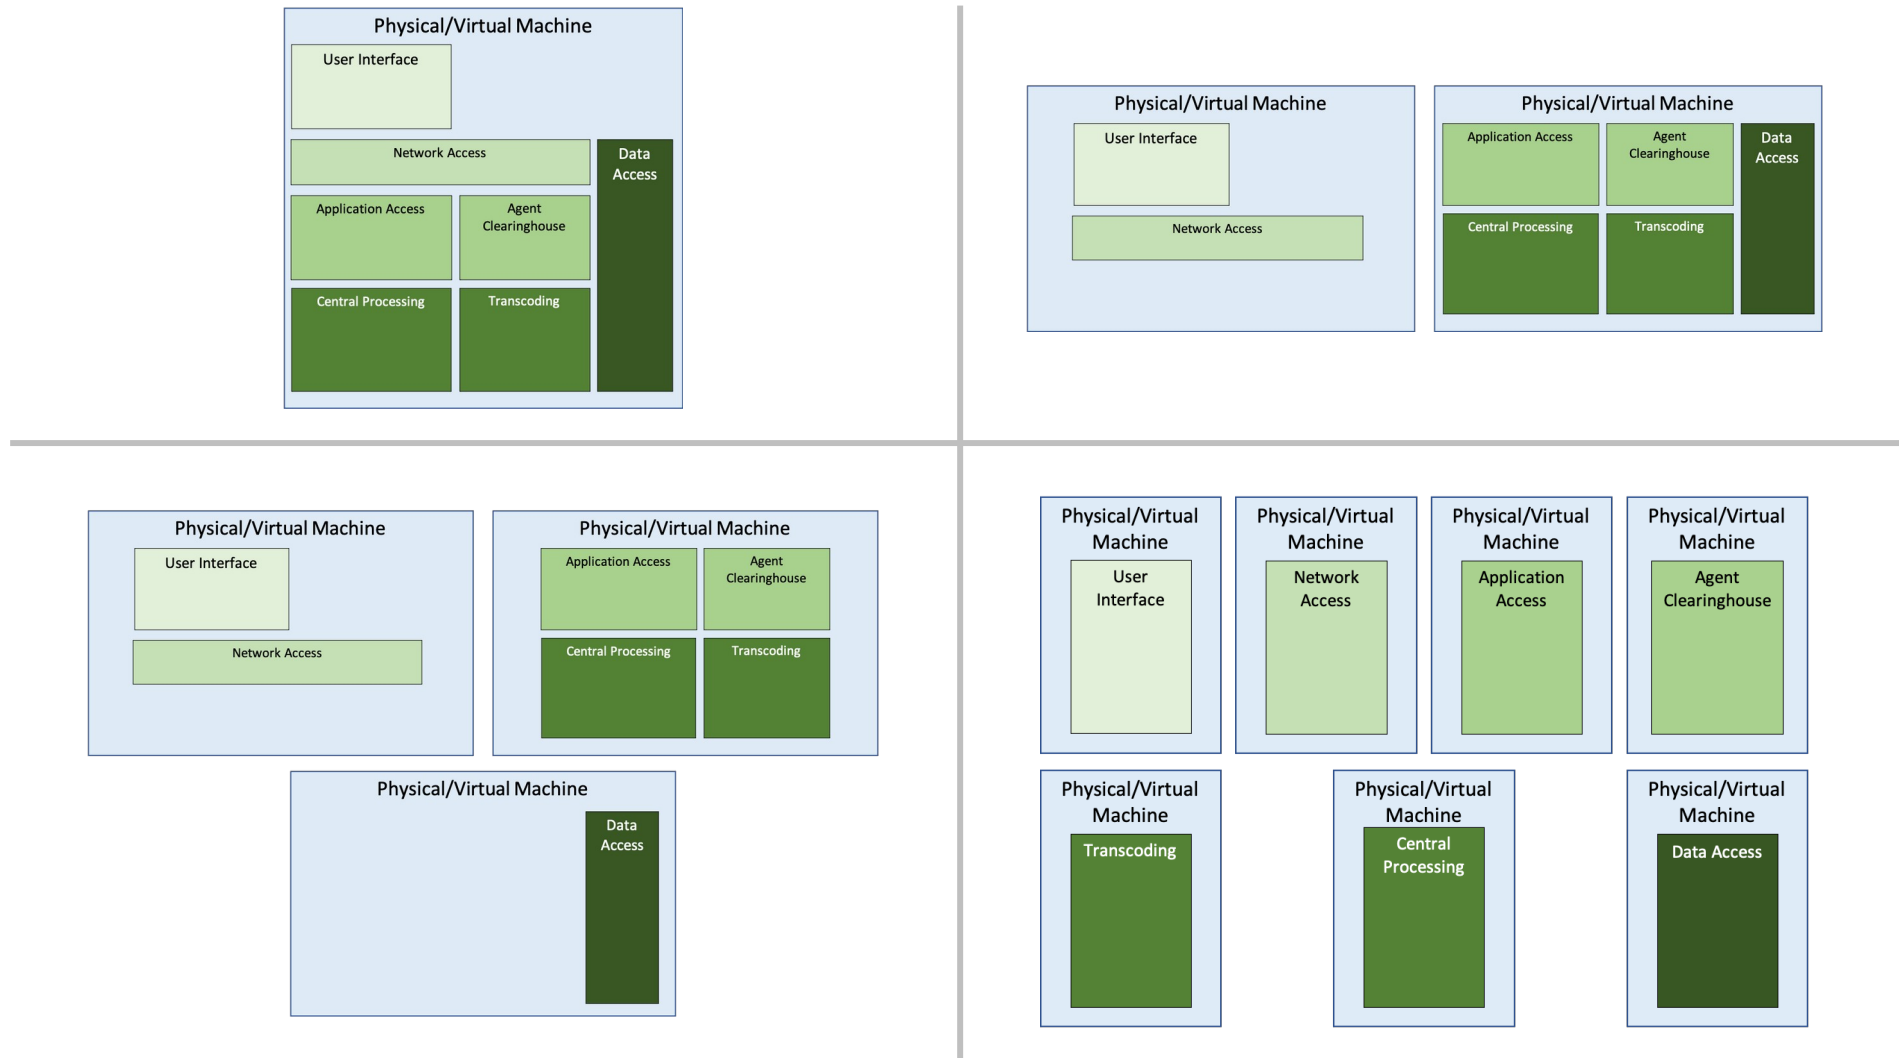 Physical/Virtual Machine
User Interface
Network Access
Data
Access
Application Access
Agent
Clearinghouse
Central Processing
Transcoding
Physical/Virtual Machine
User Interface
Network Access
Physical/Virtual Machine
Application Access
Agent
Clearinghouse
Data
Access
Central Processing
Transcoding
Physical/Virtual Machine
User Interface
Network Access
Physical/Virtual Machine
Application Access
Agent
Clearinghouse
Central Processing
Transcoding
Physical/Virtual Machine
Data
Access
Physical/Virtual
Machine
User
Interface
Physical/Virtual
Machine
Network
Access
Physical/Virtual
Machine
Application
Access
Physical/Virtual
Machine
Agent
Clearinghouse
Physical/Virtual
Machine
Transcoding
Physical/Virtual
Machine
Central
Processing
Physical/Virtual
Machine
Data Access